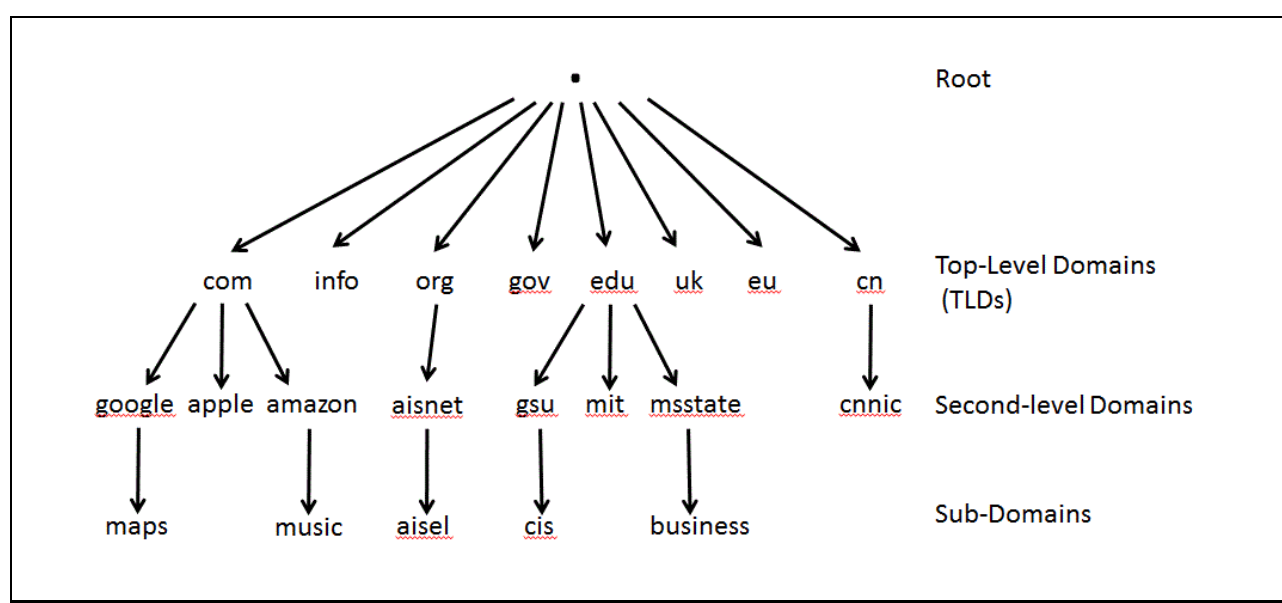 .
Root
com info org gov edu uk eu cn
Top-Level Domains
(TLDs)
google apple amazon aisnet gsu mit msstate cnnic Second-level Domains
maps music aisel cis business Sub-Domains